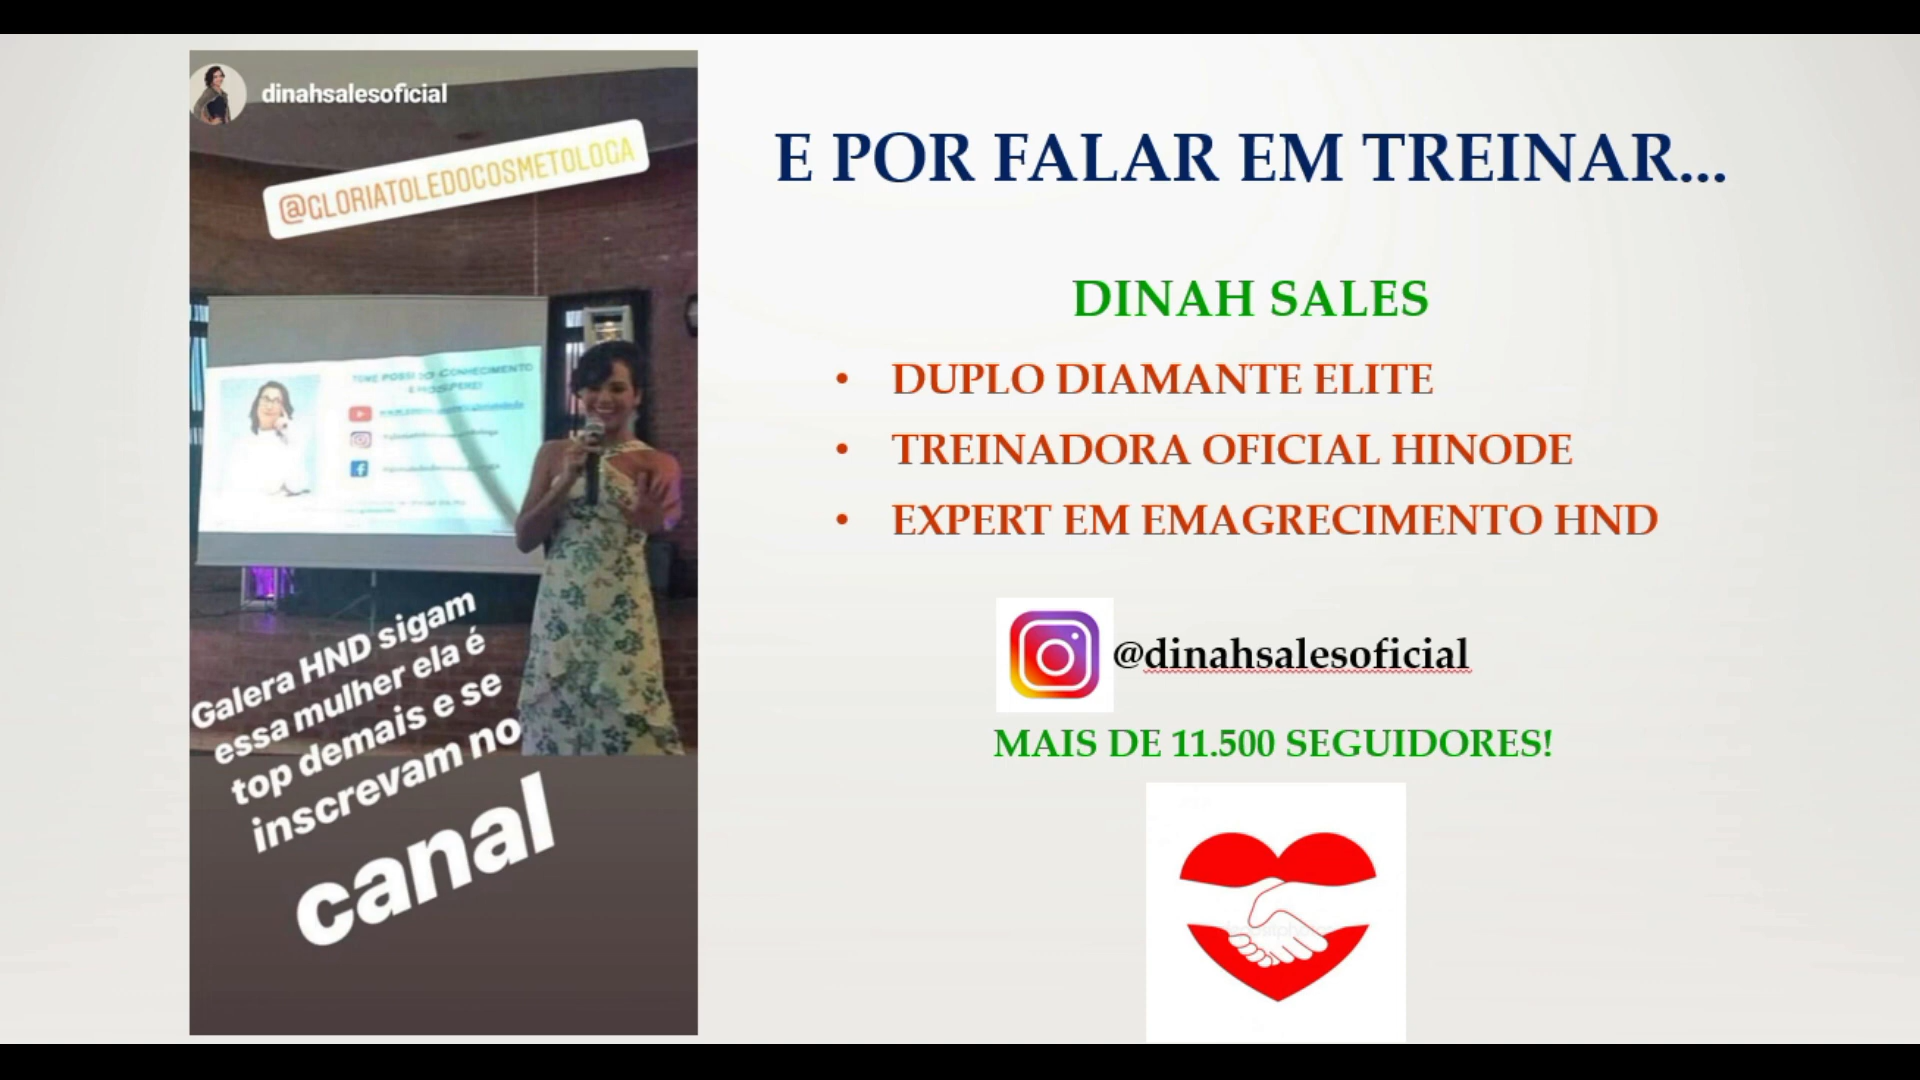 dinahsalesoficial
@GLORIATOLEDOCOSMETOLOGA
CONHECIMENTO
Galera HND sigam
essa mulher ela é
top demais e se
inscrevam no
canal
E POR FALAR EM TREINAR...
DINAH SALES
• DUPLO DIAMANTE ELITE
• TREINADORA OFICIAL HINODE
• EXPERT EM EMAGRECIMENTO HND
@dinahsalesoficial
MAIS DE 11.500 SEGUIDORES!